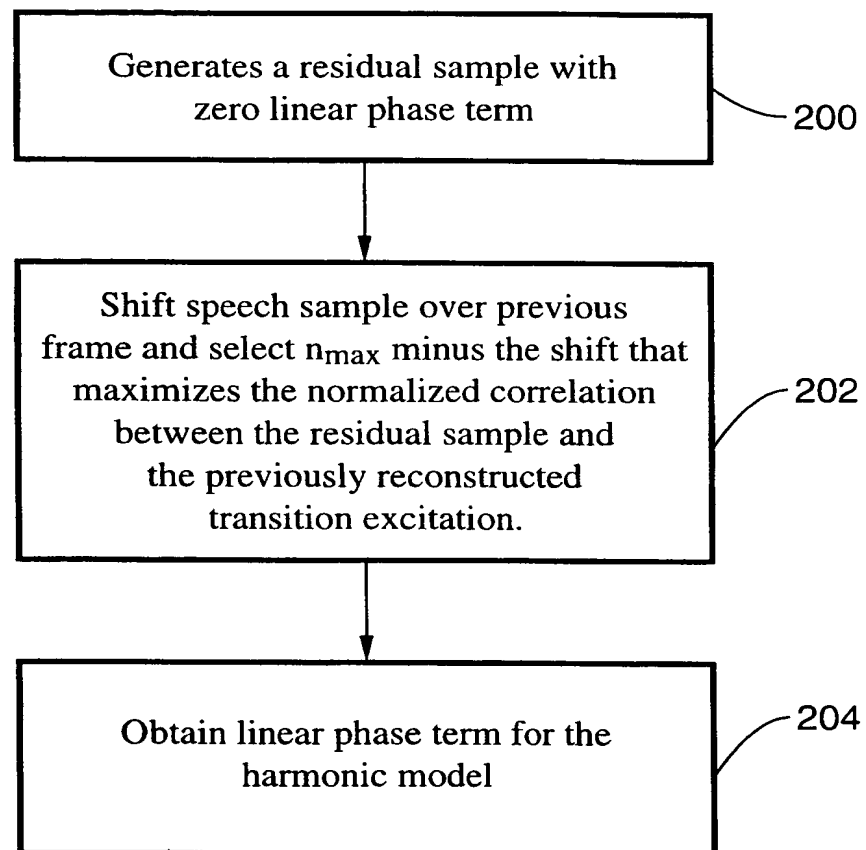 Generates a residual sample with
zero linear phase term
200
Shift speech sample over previous
frame and select nmax minus the shift that
maximizes the normalized correlation
between the residual sample and
the previously reconstructed
transition excitation.
202
Obtain linear phase term for the
harmonic model
204